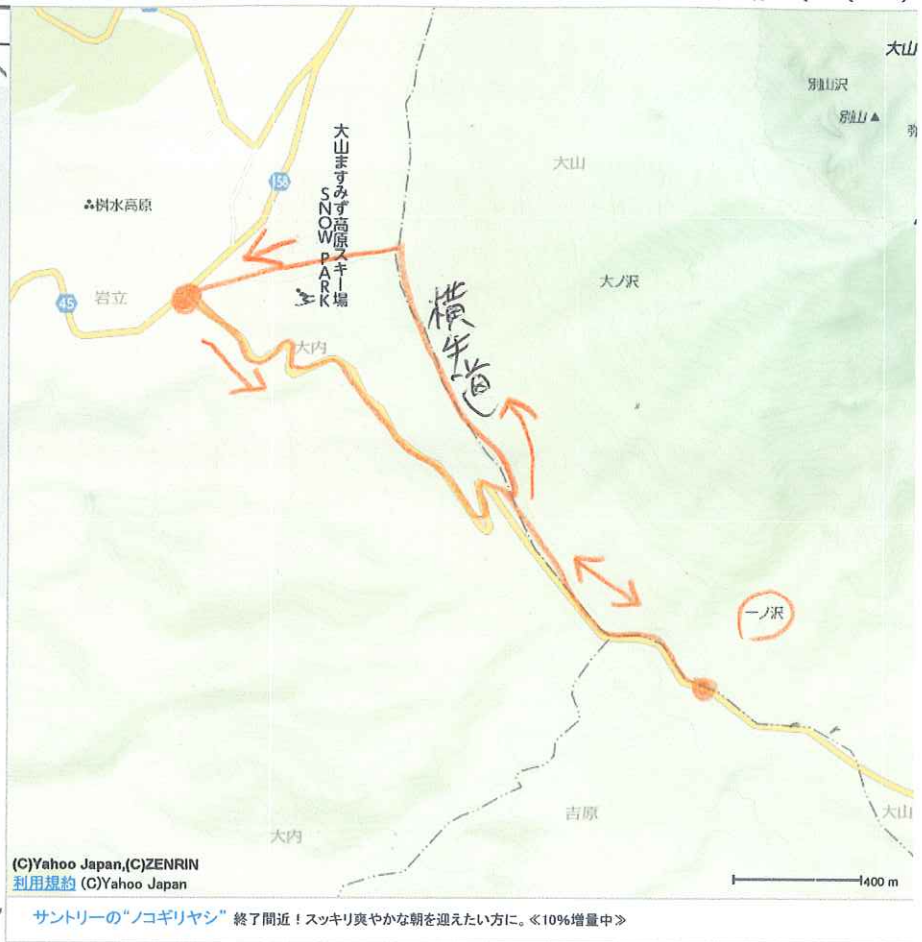 大山
別山沢
別山▲
弥
大山
158
大山ますみず高原スキー場
SNOW PARK
桝水高原
大ノ沢
45
岩立
横手道
大内
一ノ沢
吉原
大山
大内
(C)Yahoo Japan,(C)ZENRIN
利用規約 (C)Yahoo Japan
400 m
サントリーの“ノコギリヤシ” 終了間近！スッキリ爽やかな朝を迎えたい方に。≪10%増量中≫